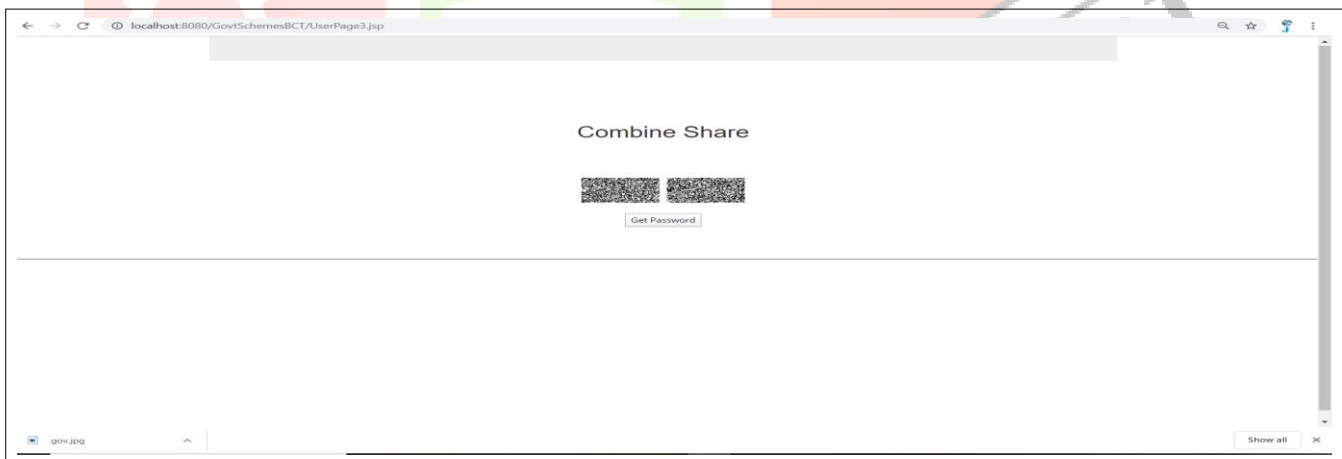 localhost:8080/GovtSchemesBCT/UserPage3.jsp
Combine Share
Get Password
gov.jpg
Show all